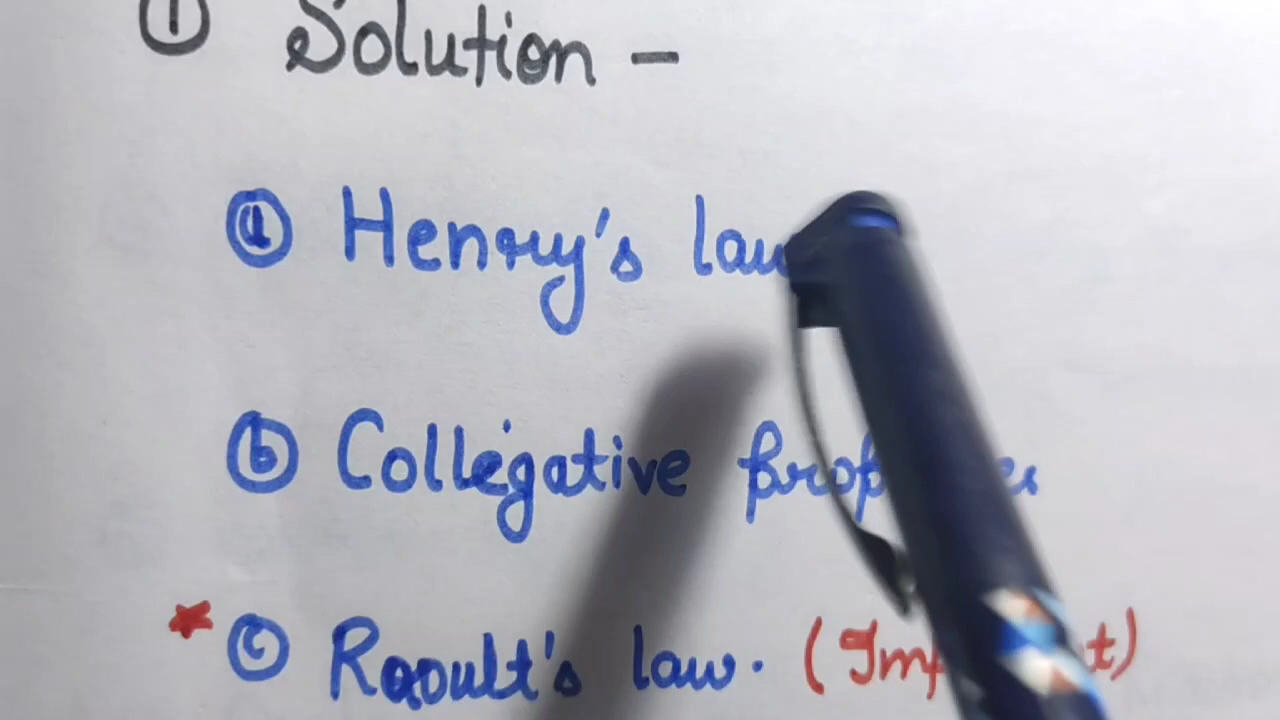 ① Solution –
ⓐ Henry's law
ⓑ Collegative
ⓒ Raoult's law. (